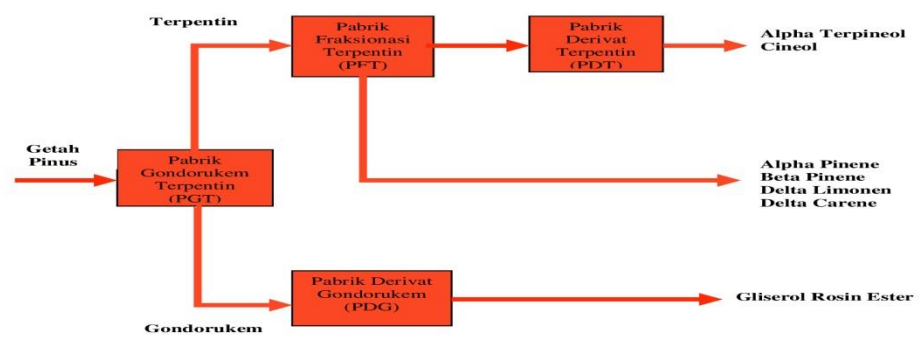 Terpentin
Pabrik
Fraksionasi
Terpentin
(PFT)
Pabrik
Derivat
Terpentin
(PDT)
Alpha Terpineol
Cineol
Getah
Pinus
Pabrik
Gondorukem
Terpentin
(PGT)
Alpha Pinene
Beta Pinene
Delta Limonen
Delta Carene
Pabrik Derivat
Gondorukem
(PDG)
Gliserol Rosin Ester
Gondorukem